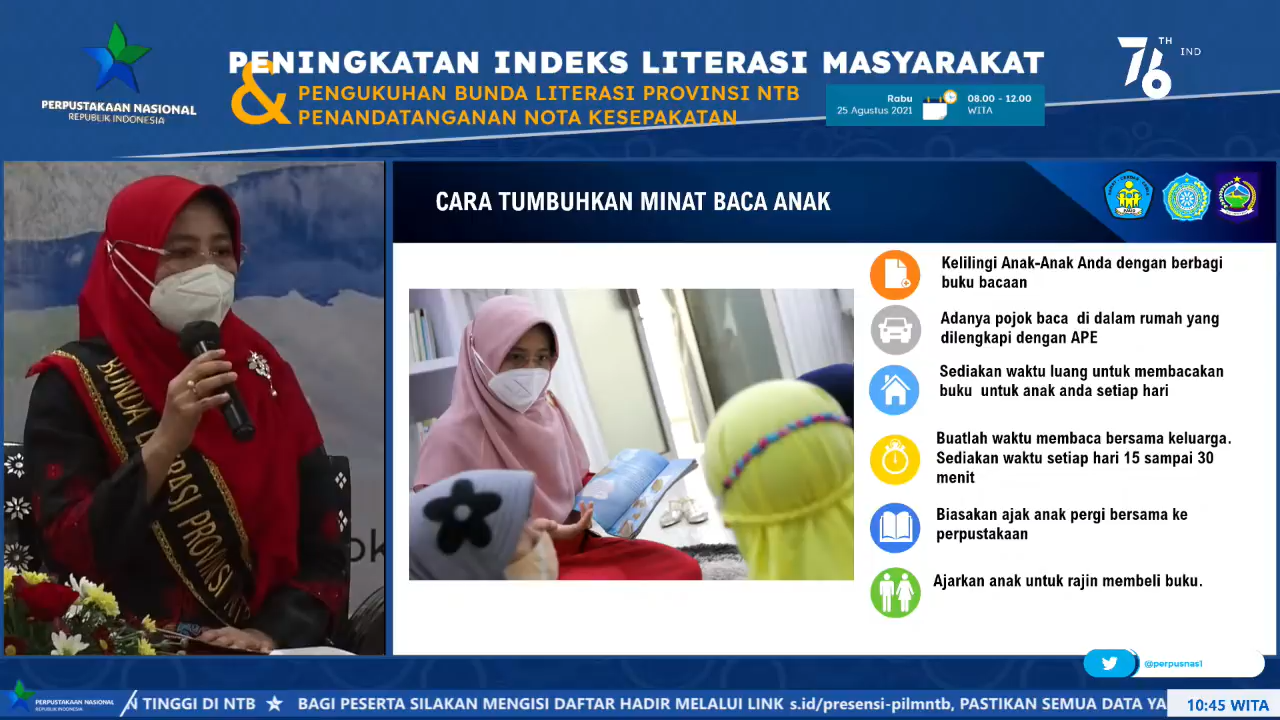 PERPUSTAKAAN NASIONAL
REPUBLIK INDONESIA
PENINGKATAN INDEKS LITERASI MASYARAKAT
& PENGUKUHAN BUNDA LITERASI PROVINSI NTB
PENANDATANGANAN NOTA KESEPAKATAN
Rabu
25 Agustus 2021
08.00 - 12.00
WITA
76 TH IND
CARA TUMBUHKAN MINAT BACA ANAK
Kelilingi Anak-Anak Anda dengan berbagi
buku bacaan
Adanya pojok baca di dalam rumah yang
dilengkapi dengan APE
Sediakan waktu luang untuk membacakan
buku untuk anak anda setiap hari
Buatlah waktu membaca bersama keluarga.
Sediakan waktu setiap hari 15 sampai 30
menit
Biasakan ajak anak pergi bersama ke
perpustakaan
Ajarkan anak untuk rajin membeli buku.
BUNDA
RASI PROVINSI
@perpusnas1
PERPUSTAKAAN NASIONAL
REPUBLIK INDONESIA
N TINGGI DI NTB ★ BAGI PESERTA SILAKAN MENGISI DAFTAR HADIR MELALUI LINK s.id/presensi-pilmntb, PASTIKAN SEMUA DATA YA
10:45 WITA